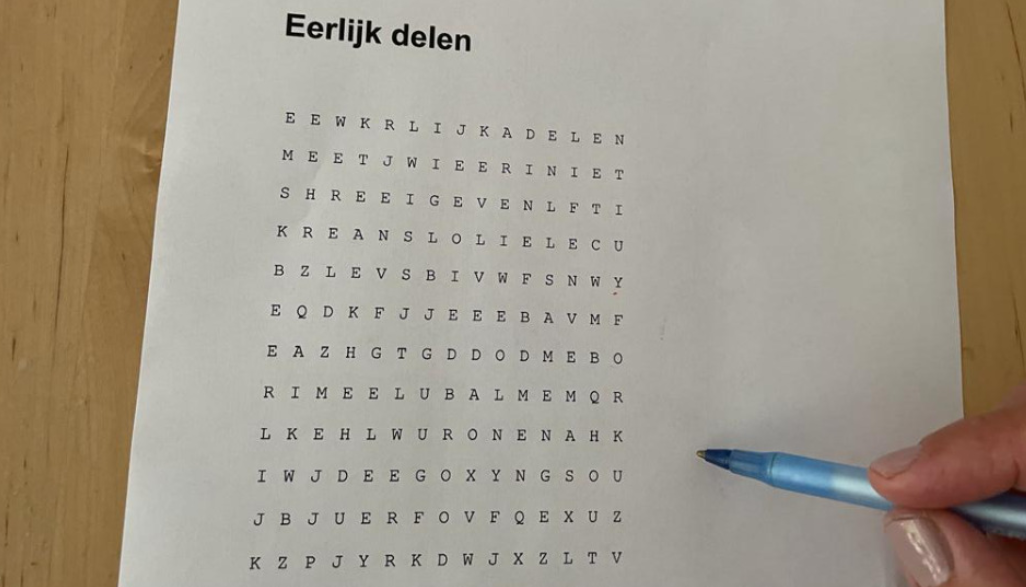 Eerlijk delen
E E W K R L I J K A D E L E N
M E E T J W I E E R I N I E T
S H R E E I G E V E N L F T I
K R E A N S L O L I E L E C U
B Z L E V S B I V W F S N W Y
E Q D K F J J E E E B A V M F
E A Z H G T G D D O D M E B O
R I M E E L U B A L M E M Q R
L K E H L W U R O N E N A H K
I W J D E E G O X Y N G S O U
J B J U E R F O V F Q E X U Z
K Z P J Y R K D W J X Z L T V